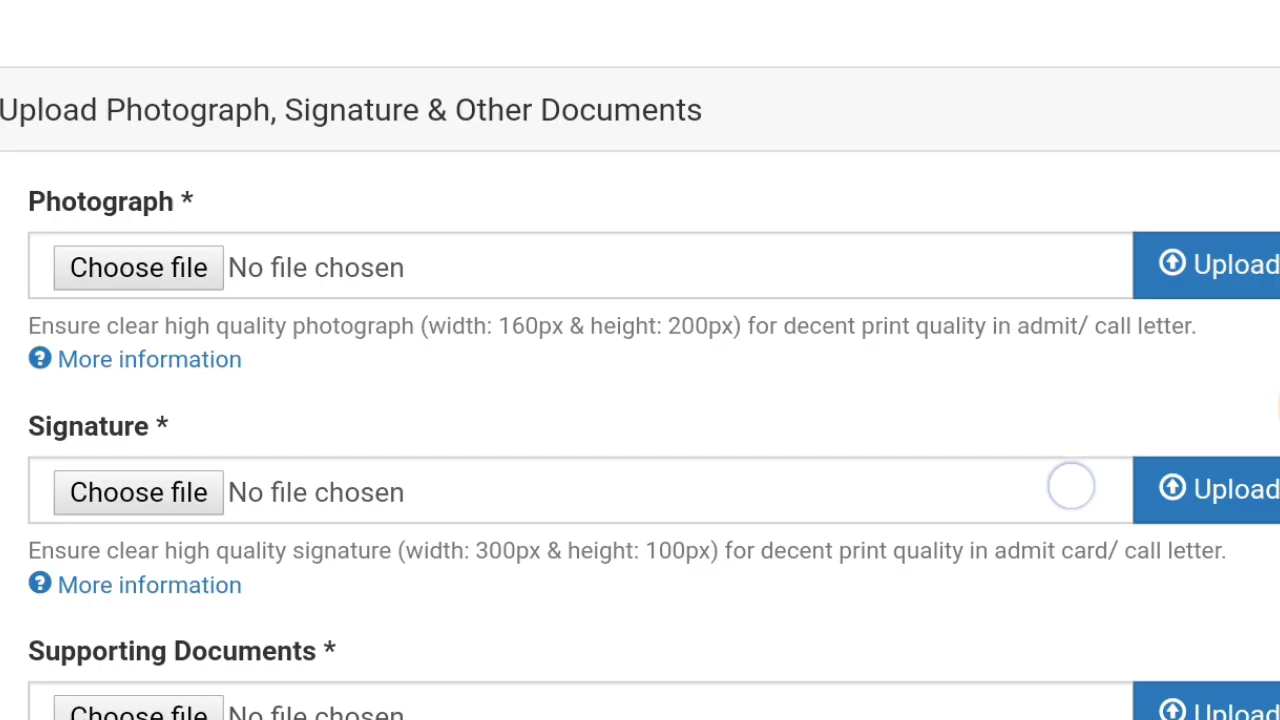 Upload Photograph, Signature & Other Documents
Photograph *
Choose file No file chosen Upload
Ensure clear high quality photograph (width: 160px & height: 200px) for decent print quality in admit/ call letter.
More information
Signature *
Choose file No file chosen Upload
Ensure clear high quality signature (width: 300px & height: 100px) for decent print quality in admit card/ call letter.
More information
Supporting Documents *
Choose file No file chosen Upload